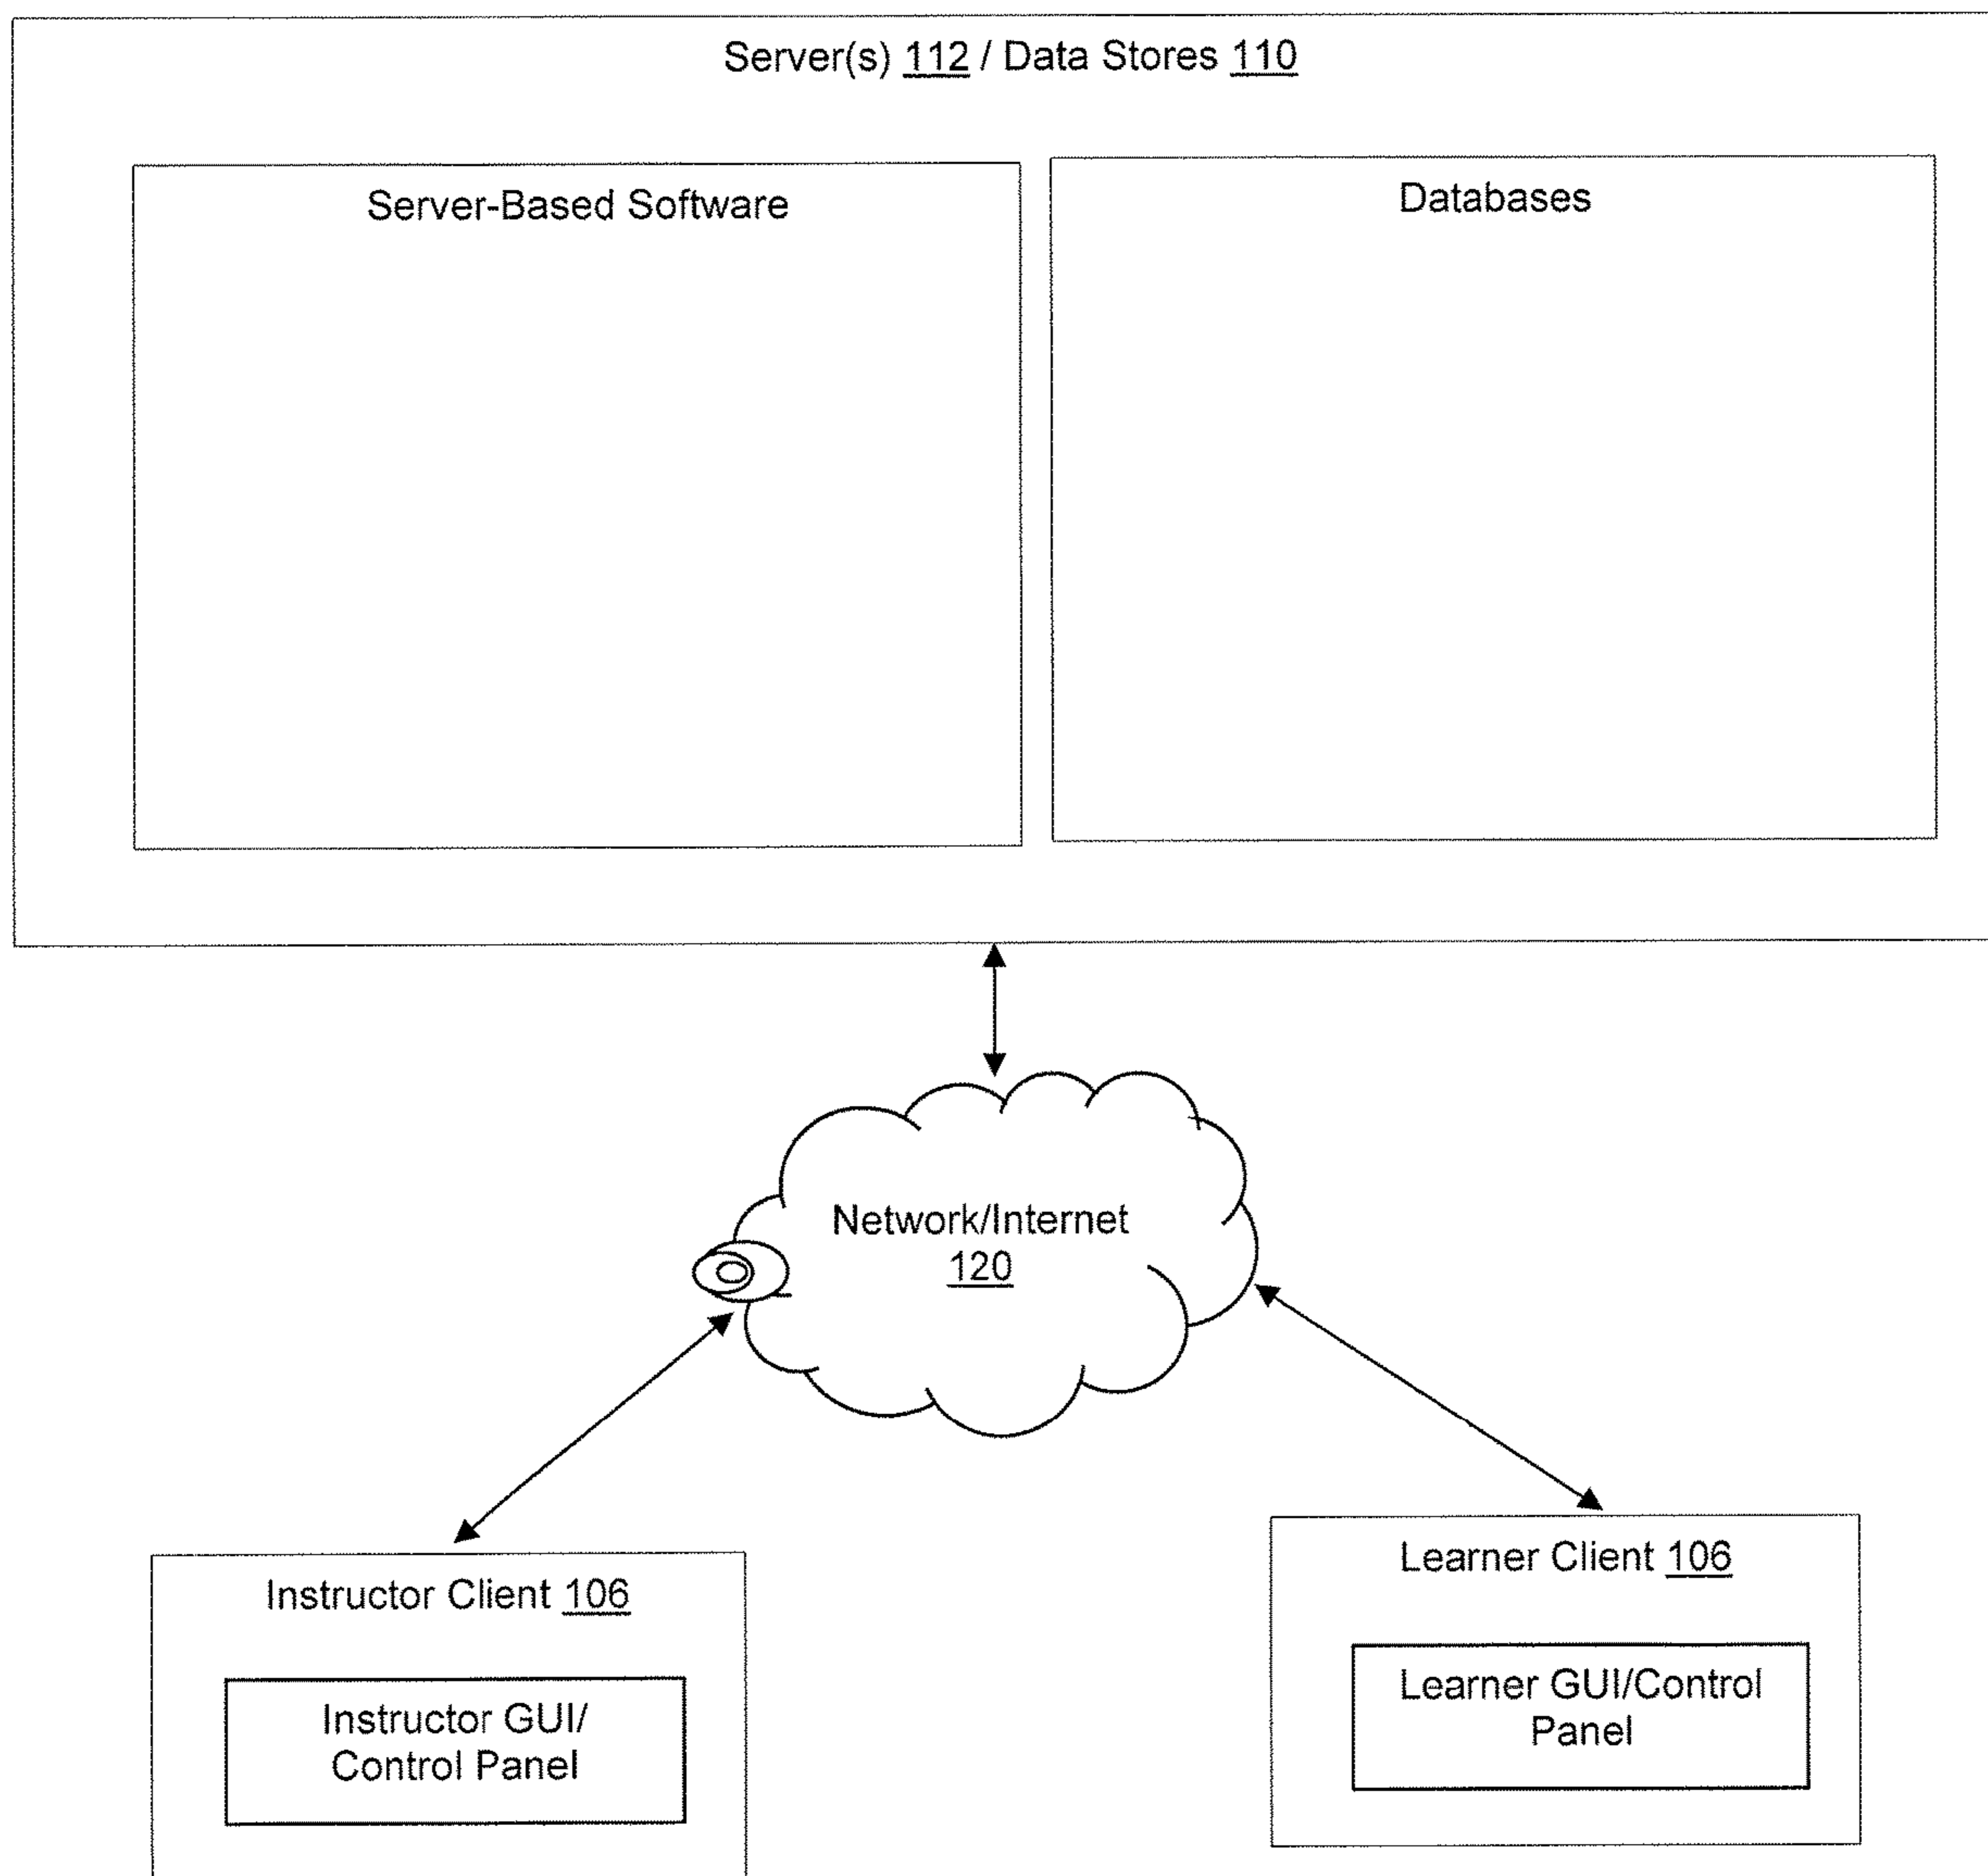 Server(s) 112 / Data Stores 110
Server-Based Software
Databases
Network/Internet
120
Instructor Client 106
Instructor GUI/
Control Panel
Learner Client 106
Learner GUI/Control
Panel